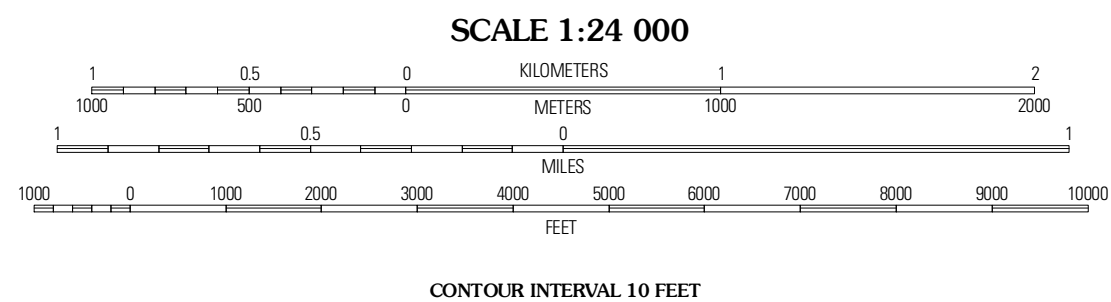 SCALE 1:24 000
1 0.5 0 KILOMETERS 1 2
1000 500 0 METERS 1000 2000
1 0.5 0 1
MILES
1000 0 1000 2000 3000 4000 5000 6000 7000 8000 9000 10000
FEET
CONTOUR INTERVAL 10 FEET